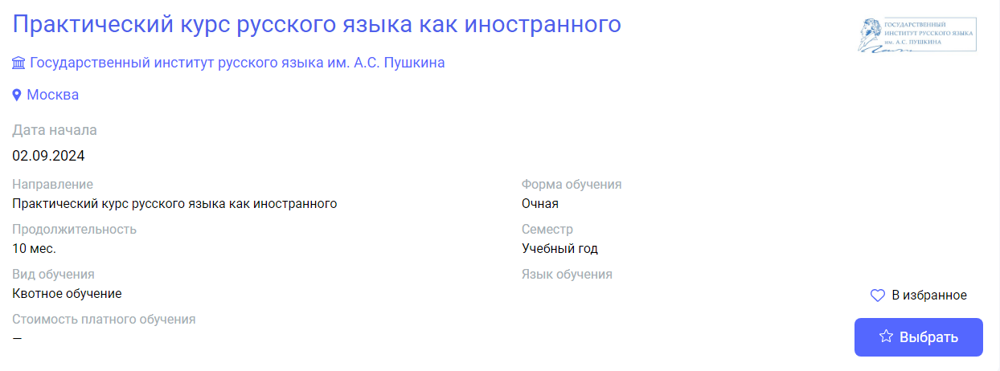 Практический курс русского языка как иностранного
ГОСУДАРСТВЕННЫЙ
ИНСТИТУТ РУССКОГО ЯЗЫКА
им. А.С. ПУШКИНА
Государственный институт русского языка им. А.С. Пушкина
Москва
Дата начала
02.09.2024
Направление
Практический курс русского языка как иностранного
Форма обучения
Очная
Продолжительность
10 мес.
Семестр
Учебный год
Вид обучения
Квотное обучение
Язык обучения
Стоимость платного обучения
—
В избранное
Выбрать